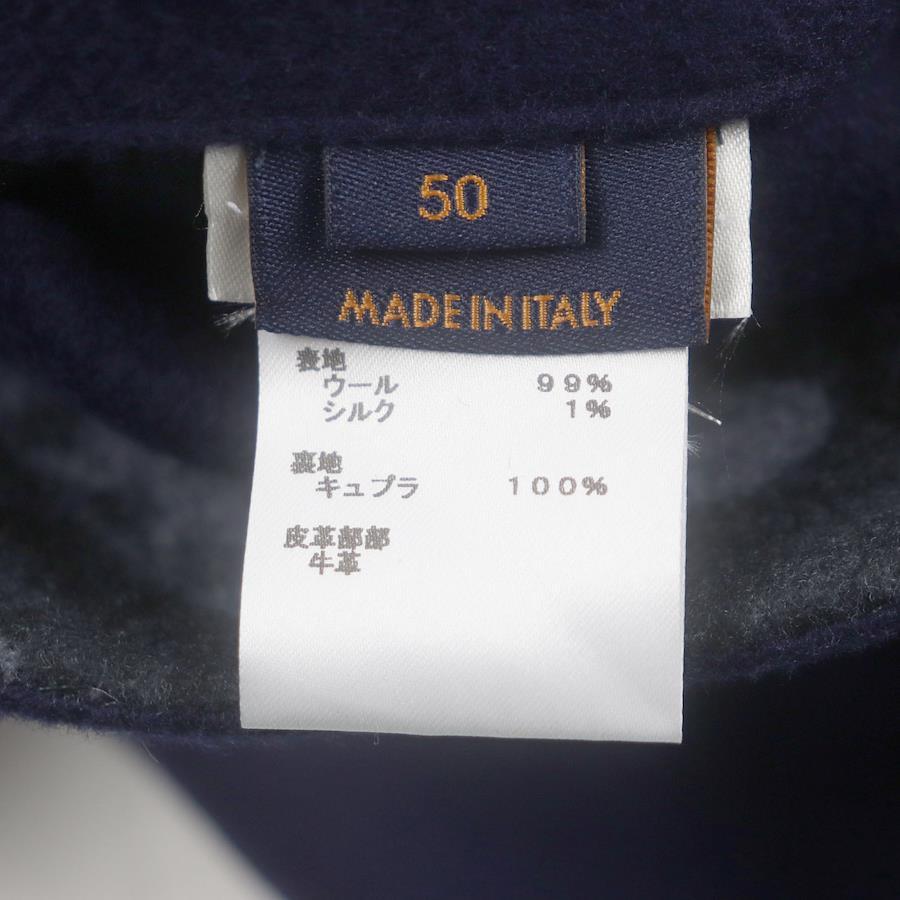 50
MADE IN ITALY
表地
ウール 99%
シルク 1%
裏地
キュプラ 100%
皮革部部
牛革